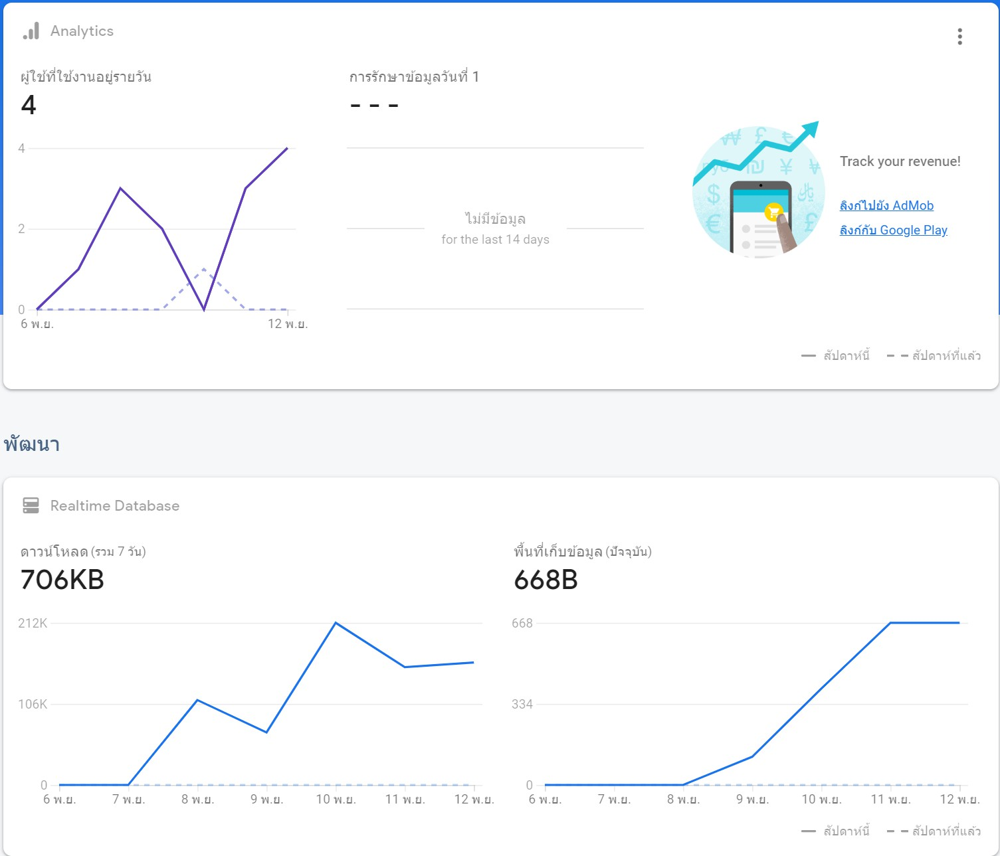 Analytics
ผู้ใช้ที่ใช้งานอยู่รายวัน
4
4
2
0
6 พ.ย.
12 พ.ย.
การรักษาข้อมูลวันที่ 1
- - -
ไม่มีข้อมูล
for the last 14 days
Track your revenue!
ลิงก์ไปยัง AdMob
ลิงก์กับ Google Play
สัปดาห์นี้ สัปดาห์ที่แล้ว
พัฒนา
Realtime Database
ดาวน์โหลด (รวม 7 วัน)
706KB
212K
106K
0
6 พ.ย. 7 พ.ย. 8 พ.ย. 9 พ.ย. 10 พ.ย. 11 พ.ย. 12 พ.ย.
พื้นที่เก็บข้อมูล (ปัจจุบัน)
668B
668
334
0
6 พ.ย. 7 พ.ย. 8 พ.ย. 9 พ.ย. 10 พ.ย. 11 พ.ย. 12 พ.ย.
สัปดาห์นี้ สัปดาห์ที่แล้ว